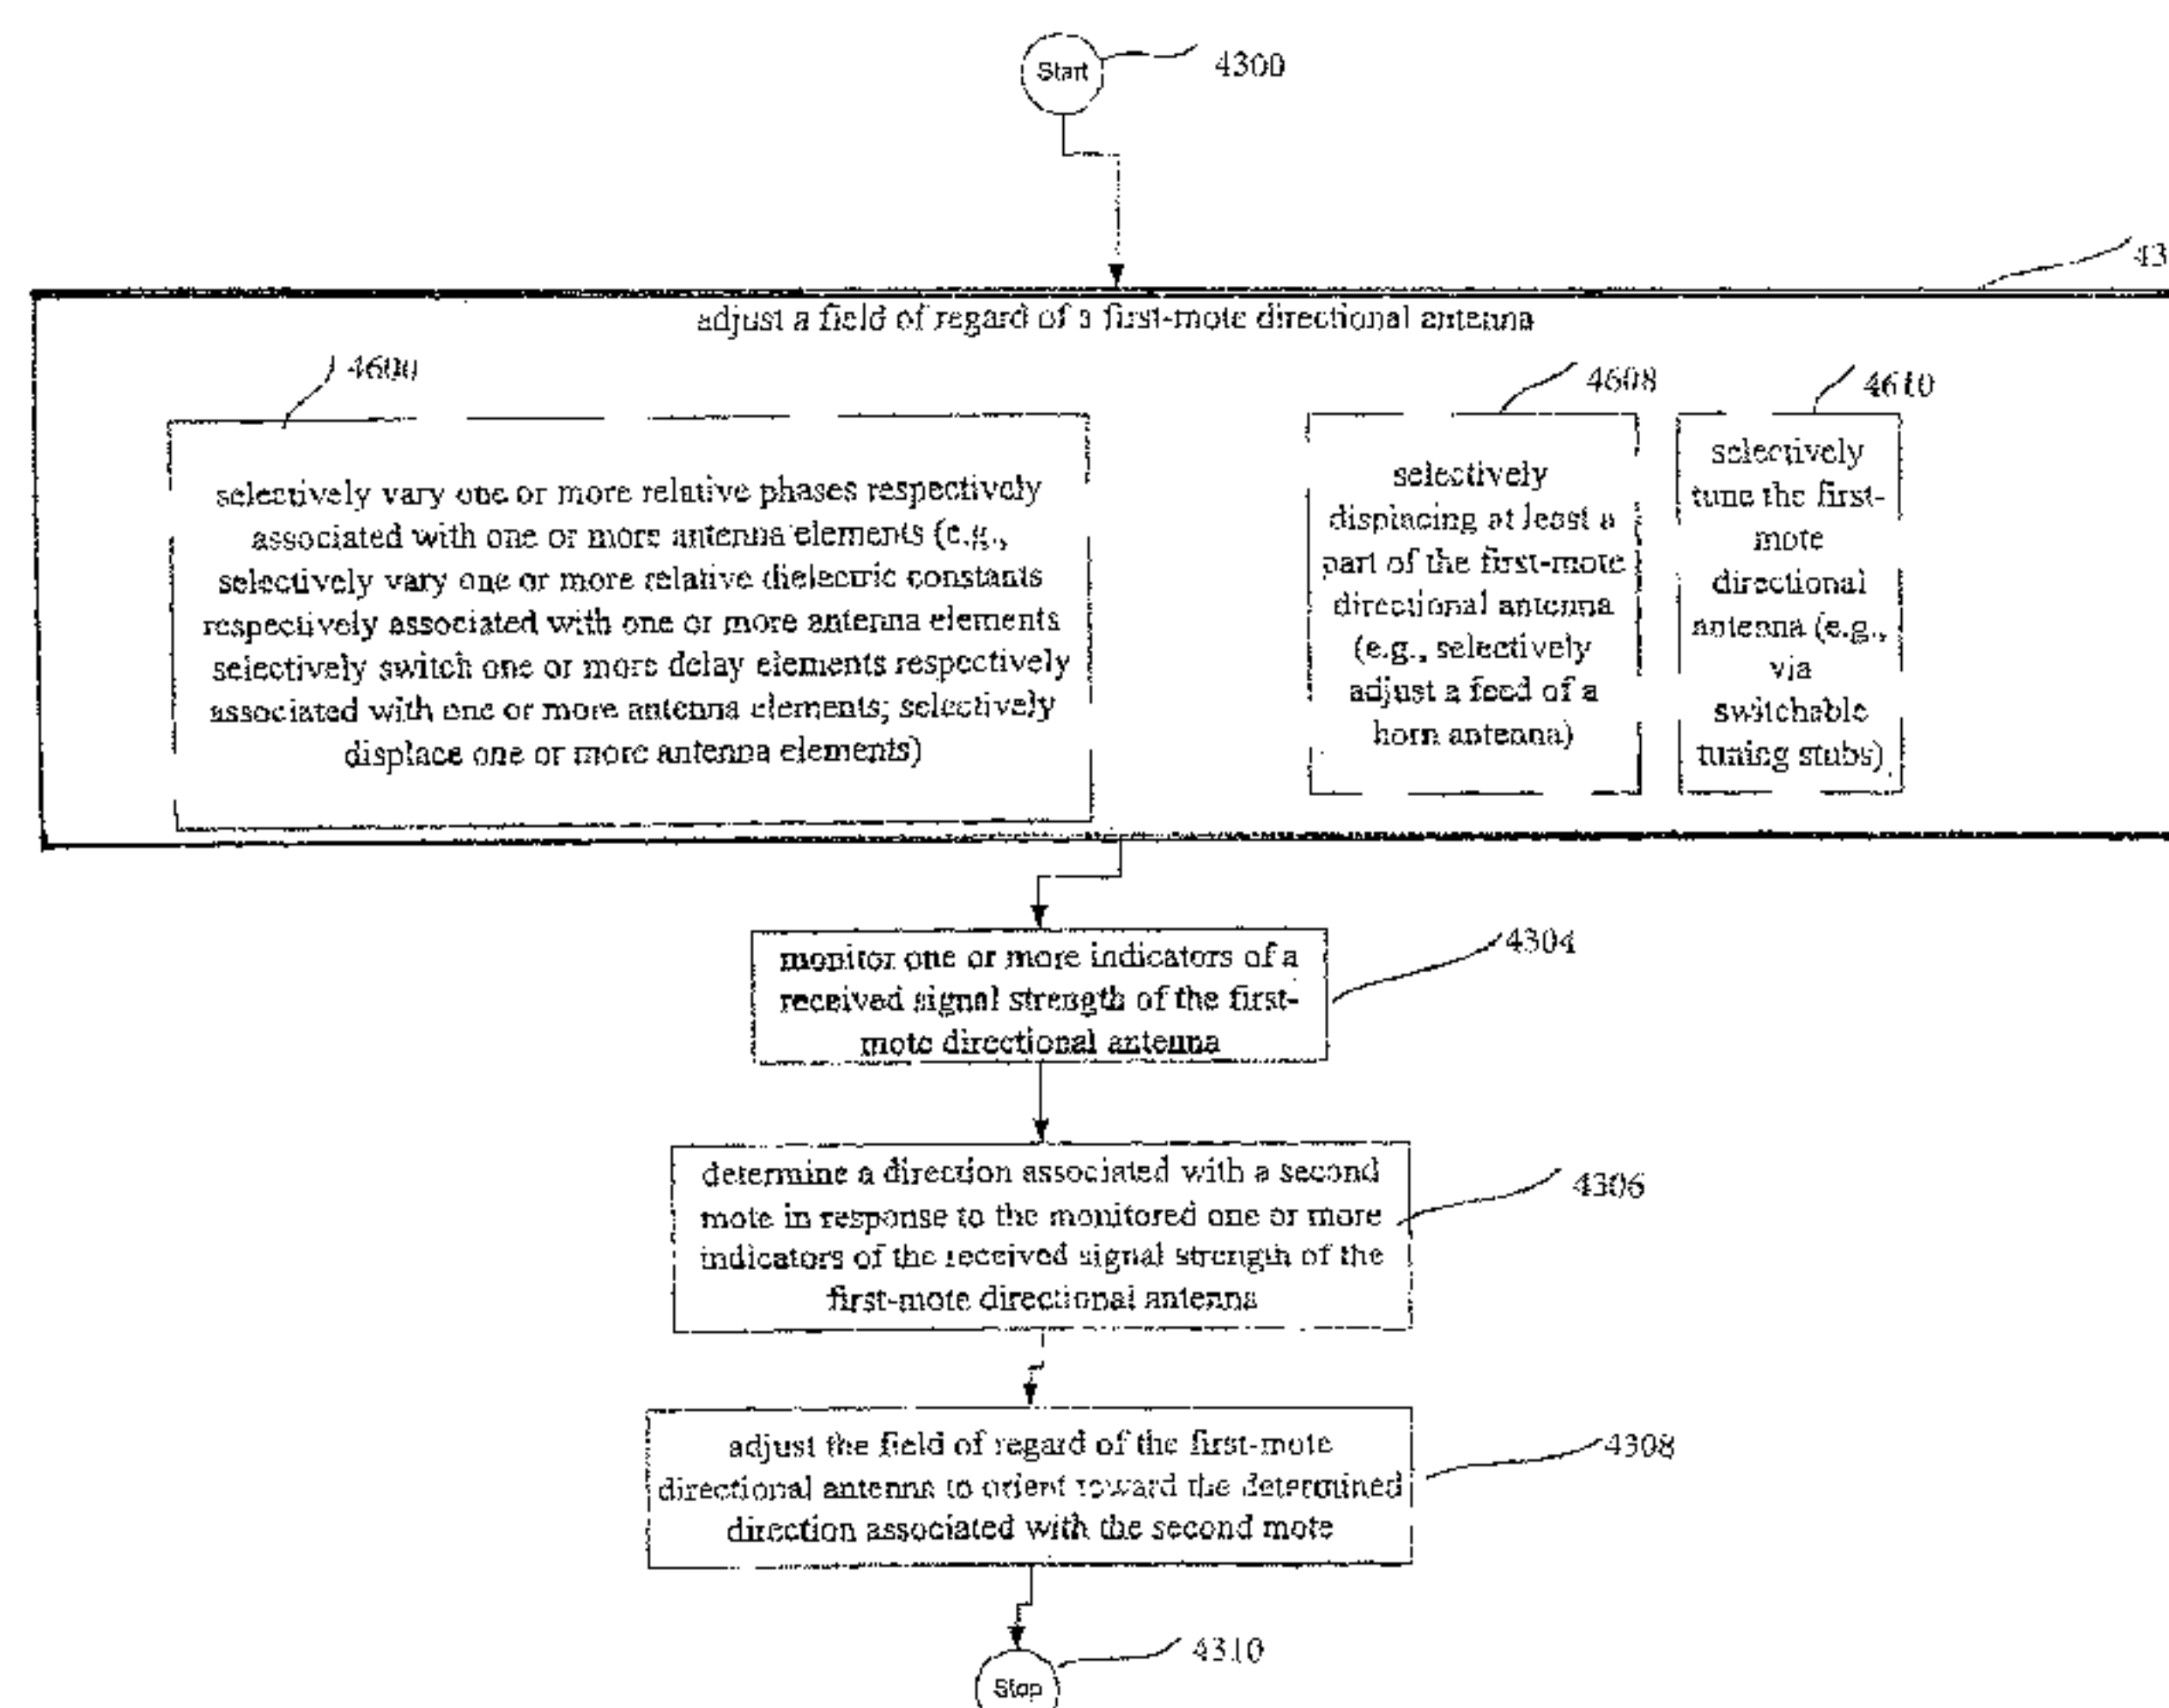 Start
4300
43
adjust a field of regard of a first-mote directional antenna
4600
4608
4610
selectively vary one or more relative phases respectively
associated with one or more antenna elements (e.g.,
selectively vary one or more relative dielectric constants
respectively associated with one or more antenna elements
selectively switch one or more delay elements respectively
associated with one or more antenna elements; selectively
displace one or more antenna elements)
selectively
displacing at least a
part of the first-mote
directional antenna
(e.g., selectively
adjust a feed of a
horn antenna)
selectively
tune the first-
mote
directional
antenna (e.g.,
via
switchable
tuning stubs)
monitor one or more indicators of a
received signal strength of the first-
mote directional antenna
4304
determine a direction associated with a second
mote in response to the monitored one or more
indicators of the received signal strength of the
first-mote directional antenna
4306
adjust the field of regard of the first-mote
directional antenna to orient toward the determined
direction associated with the second mote
4308
4310
Stop